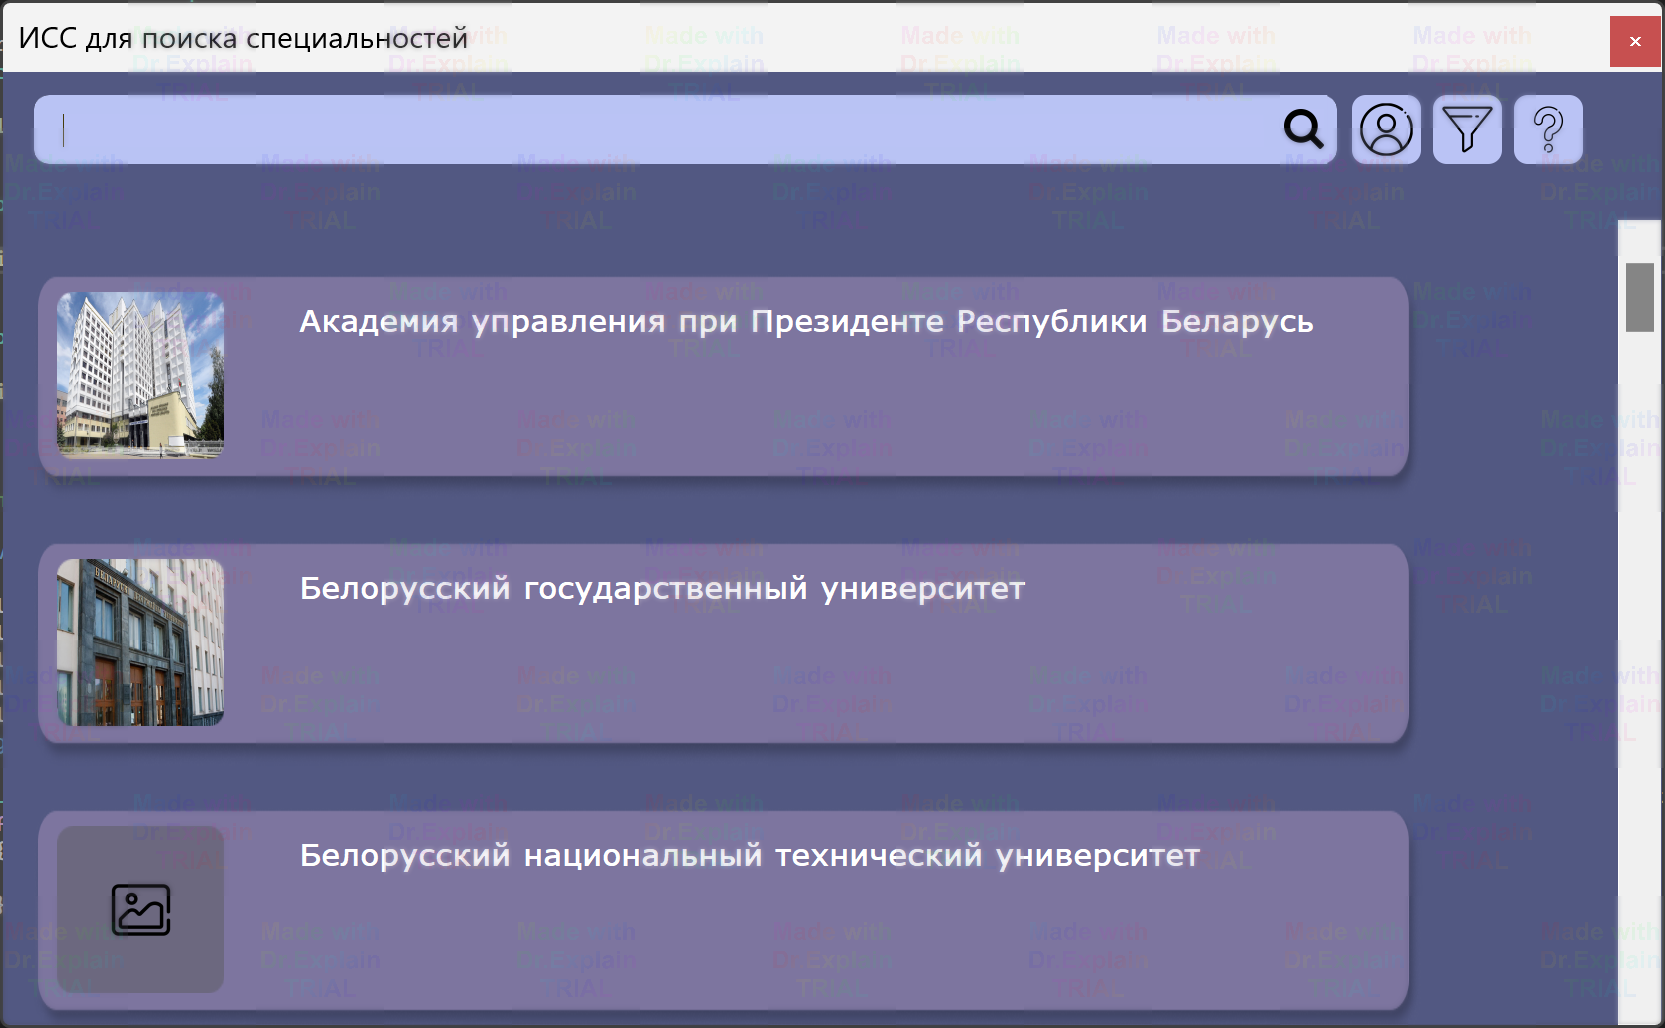 ИСС для поиска специальностей
Академия управления при Президенте Республики Беларусь
Белорусский государственный университет
Белорусский национальный технический университет
Made with
Dr.Explain
TRIAL